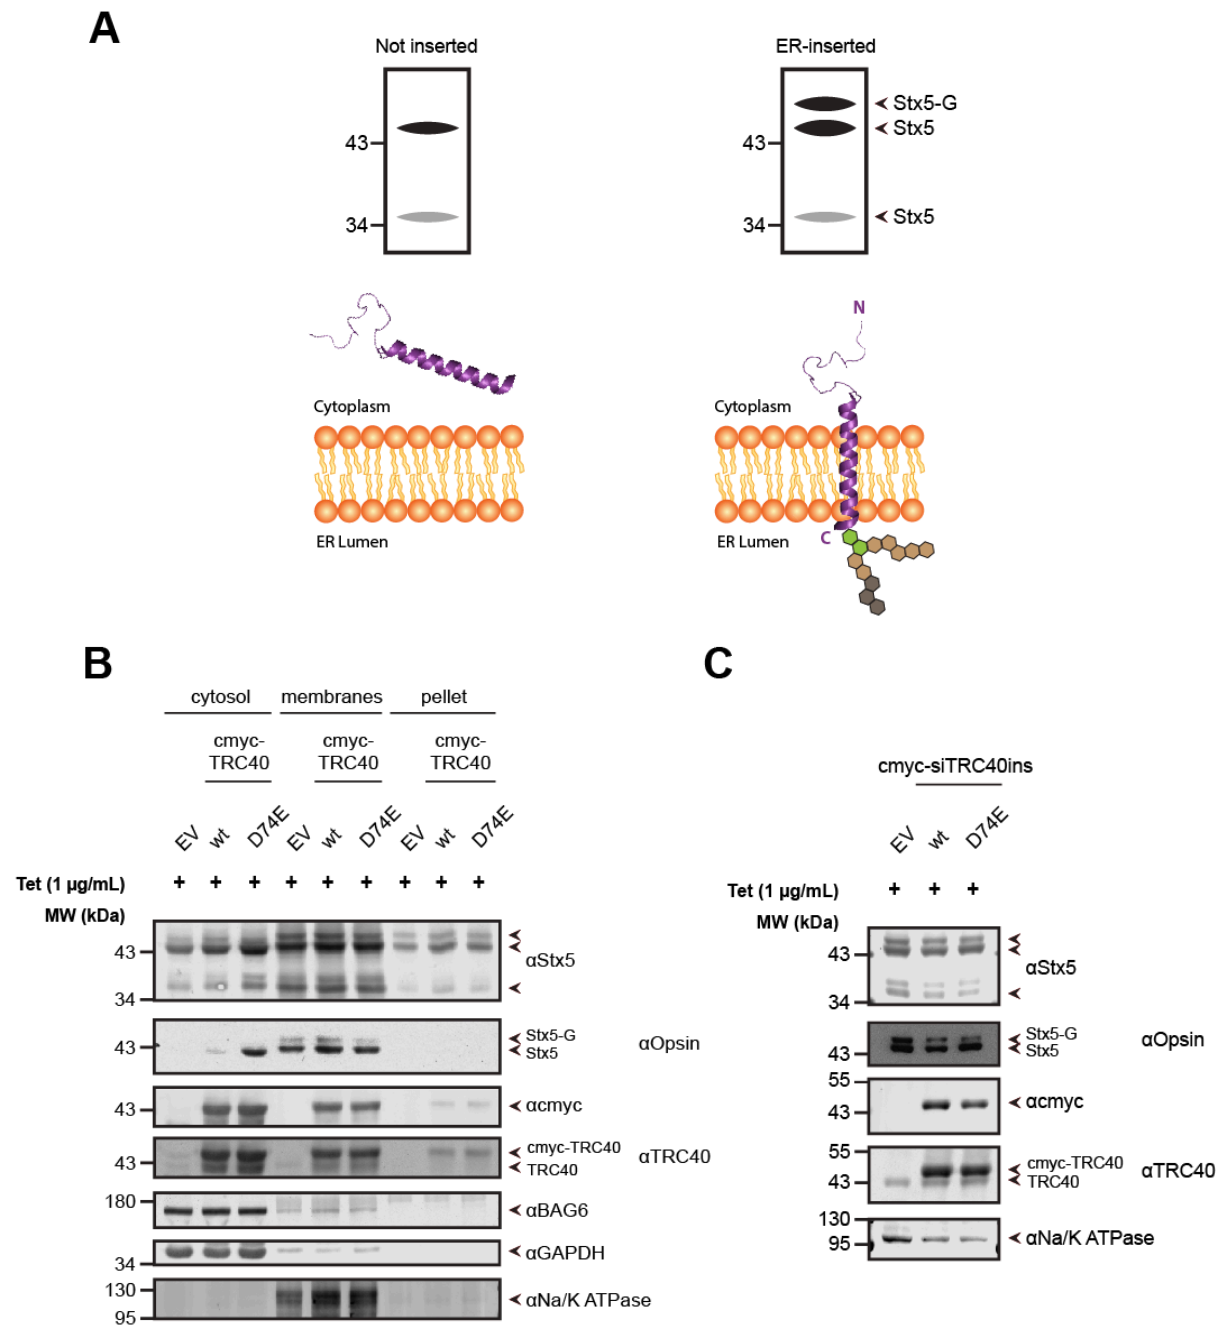 A
Not inserted
ER-inserted
Stx5-G
Stx5
43
43
Stx5
34
34
N
Cytoplasm
Cytoplasm
C
ER Lumen
ER Lumen
B
cytosol
membranes
pellet
cmyc-
TRC40
cmyc-
TRC40
cmyc-
TRC40
EV
wt
D74E
EV
wt
D74E
EV
wt
D74E
Tet (1 µg/mL)
+ + + + + + + + +
MW (kDa)
43
34
αStx5
43
Stx5-G
Stx5
αOpsin
43
αcmyc
43
cmyc-TRC40
TRC40
αTRC40
180
αBAG6
34
αGAPDH
130
95
αNa/K ATPase
C
cmyc-siTRC40ins
EV
wt
D74E
Tet (1 µg/mL)
+ + +
MW (kDa)
43
34
αStx5
43
Stx5-G
Stx5
αOpsin
55
43
αcmyc
55
43
cmyc-TRC40
TRC40
αTRC40
130
95
αNa/K ATPase